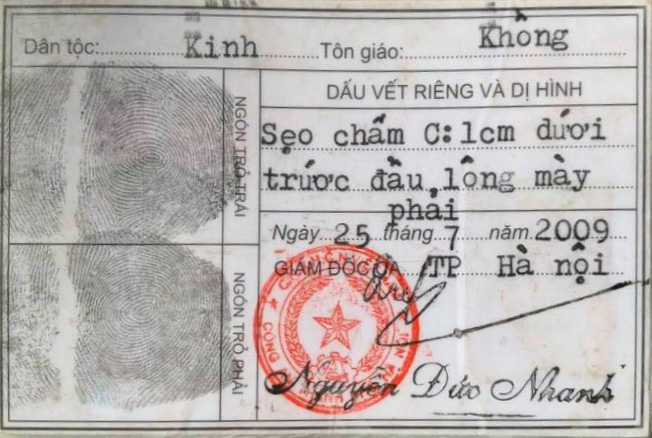 Dân tộc: Kinh Tôn giáo: Không
NGÓN TRỎ TRÁI
DẤU VẾT RIÊNG VÀ DỊ HÌNH
Sẹo chấm C:1cm dưới
trước đầu lông mày
phải
Ngày 25 tháng 7 năm 2009
GIÁM ĐỐC CA TP Hà nội
NGÓN TRỎ PHẢI
Nguyễn Đức Nhanh